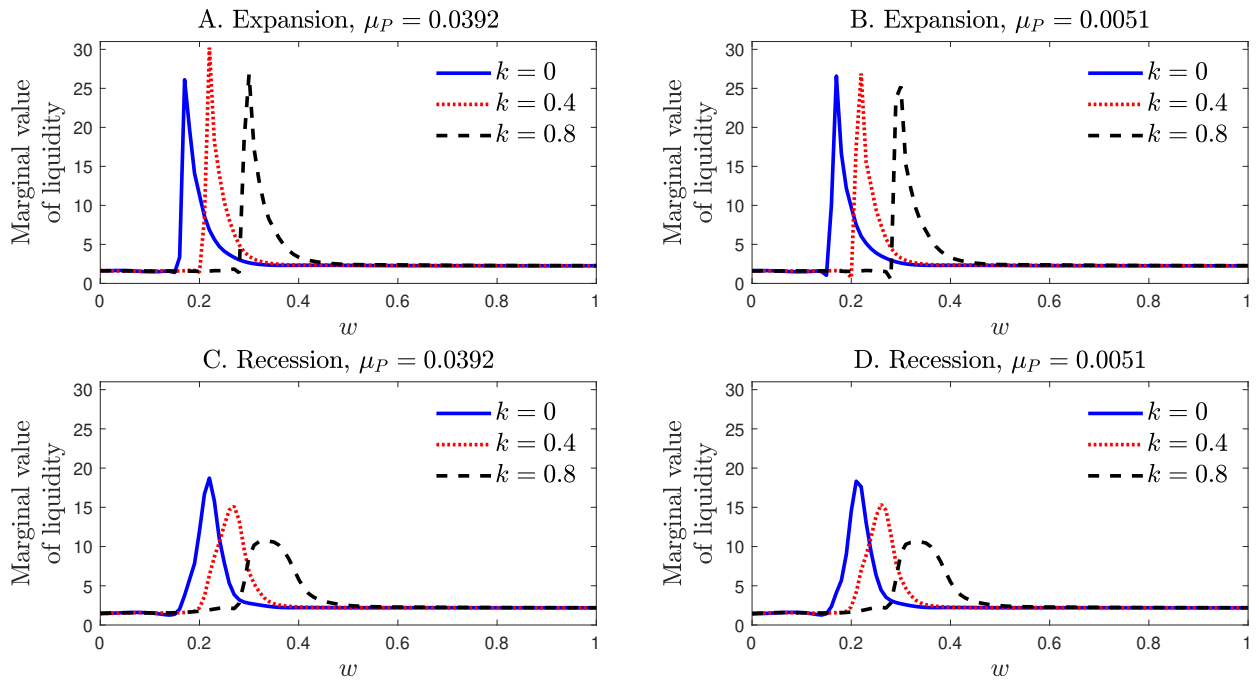 A. Expansion, μ_P = 0.0392
Marginal value
of liquidity
30
25
20
15
10
5
0
k = 0
k = 0.4
k = 0.8
0 0.2 0.4 0.6 0.8 1
w
B. Expansion, μ_P = 0.0051
Marginal value
of liquidity
30
25
20
15
10
5
0
k = 0
k = 0.4
k = 0.8
0 0.2 0.4 0.6 0.8 1
w
C. Recession, μ_P = 0.0392
Marginal value
of liquidity
30
25
20
15
10
5
0
k = 0
k = 0.4
k = 0.8
0 0.2 0.4 0.6 0.8 1
w
D. Recession, μ_P = 0.0051
Marginal value
of liquidity
30
25
20
15
10
5
0
k = 0
k = 0.4
k = 0.8
0 0.2 0.4 0.6 0.8 1
w